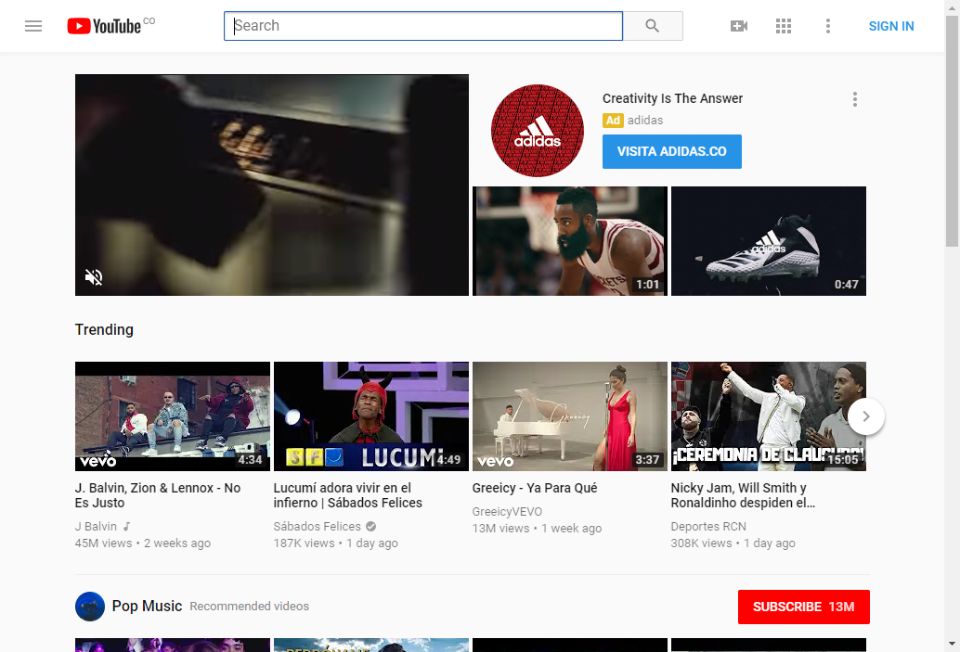 YouTube CO
Search
SIGN IN
adidas
Creativity Is The Answer
Ad adidas
VISITA ADIDAS.CO
1:01
adidas
0:47
Trending
vevo
4:34
SFD LUCUMÍ
4:49
vevo
Greeicy
3:37
¡CEREMONIA DE CLAUSURA!
15:05
J. Balvin, Zion & Lennox - No
Es Justo
J Balvin
45M views • 2 weeks ago
Lucumí adora vivir en el
infierno | Sábados Felices
Sábados Felices
187K views • 1 day ago
Greeicy - Ya Para Qué
GreeicyVEVO
13M views • 1 week ago
Nicky Jam, Will Smith y
Ronaldinho despiden el...
Deportes RCN
308K views • 1 day ago
Pop Music Recommended videos
SUBSCRIBE 13M